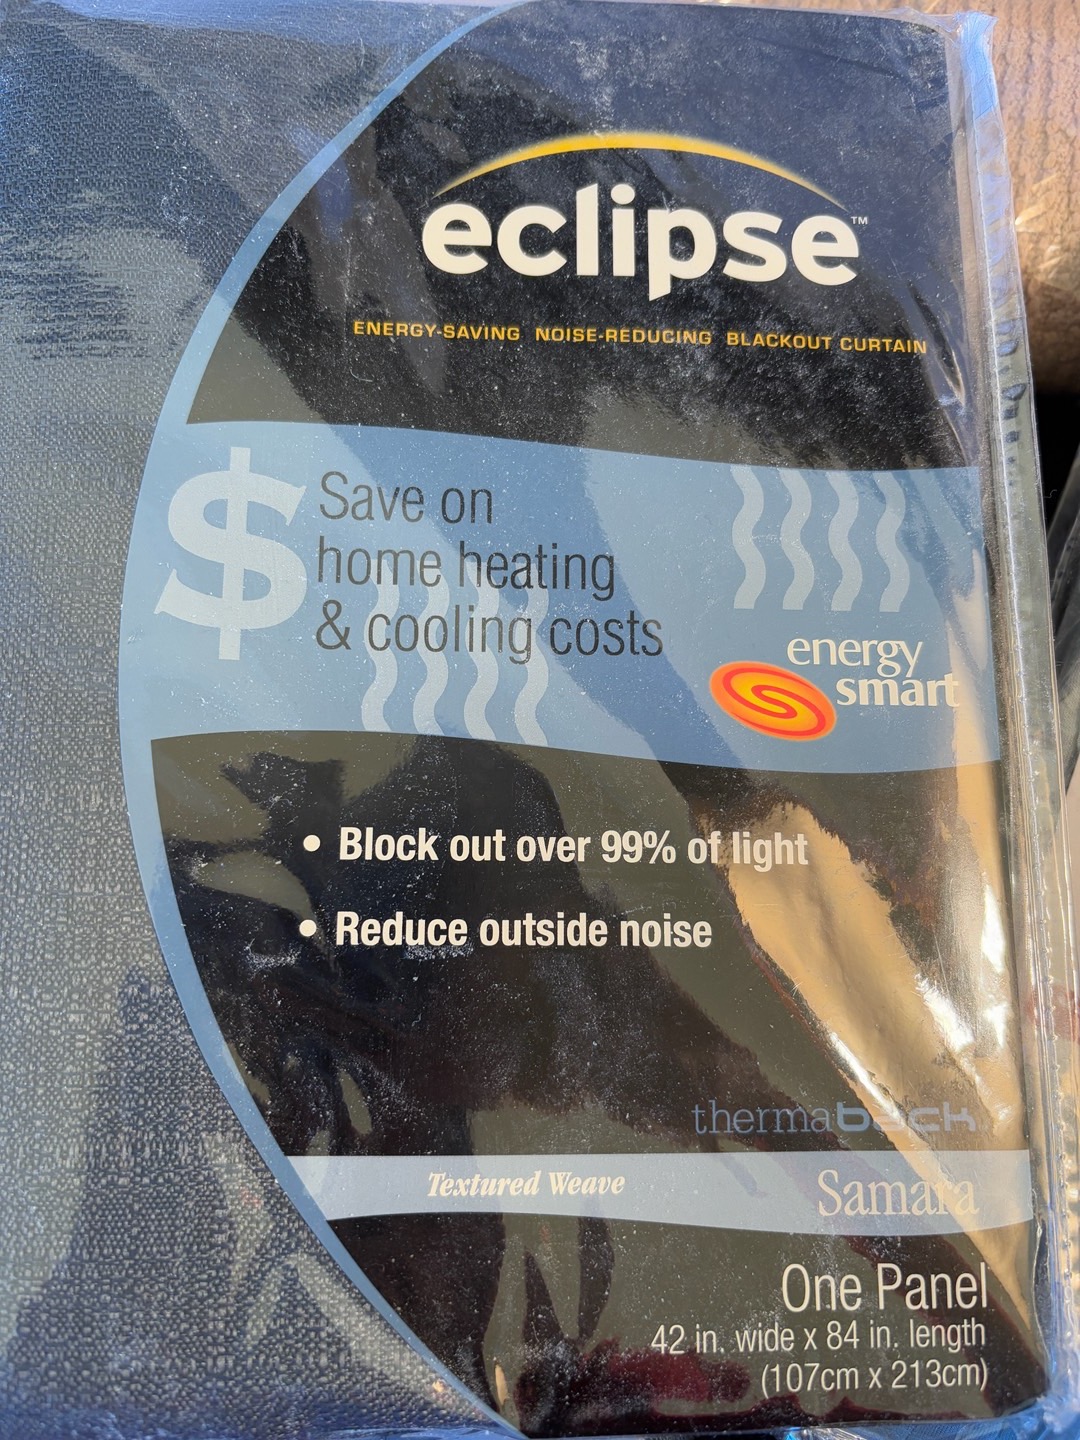 eclipse™
ENERGY-SAVING NOISE-REDUCING BLACKOUT CURTAIN
$
Save on
home heating
& cooling costs
energy
smart
• Block out over 99% of light
• Reduce outside noise
thermaback
Textured Weave
Samara
One Panel
42 in. wide x 84 in. length
(107cm x 213cm)